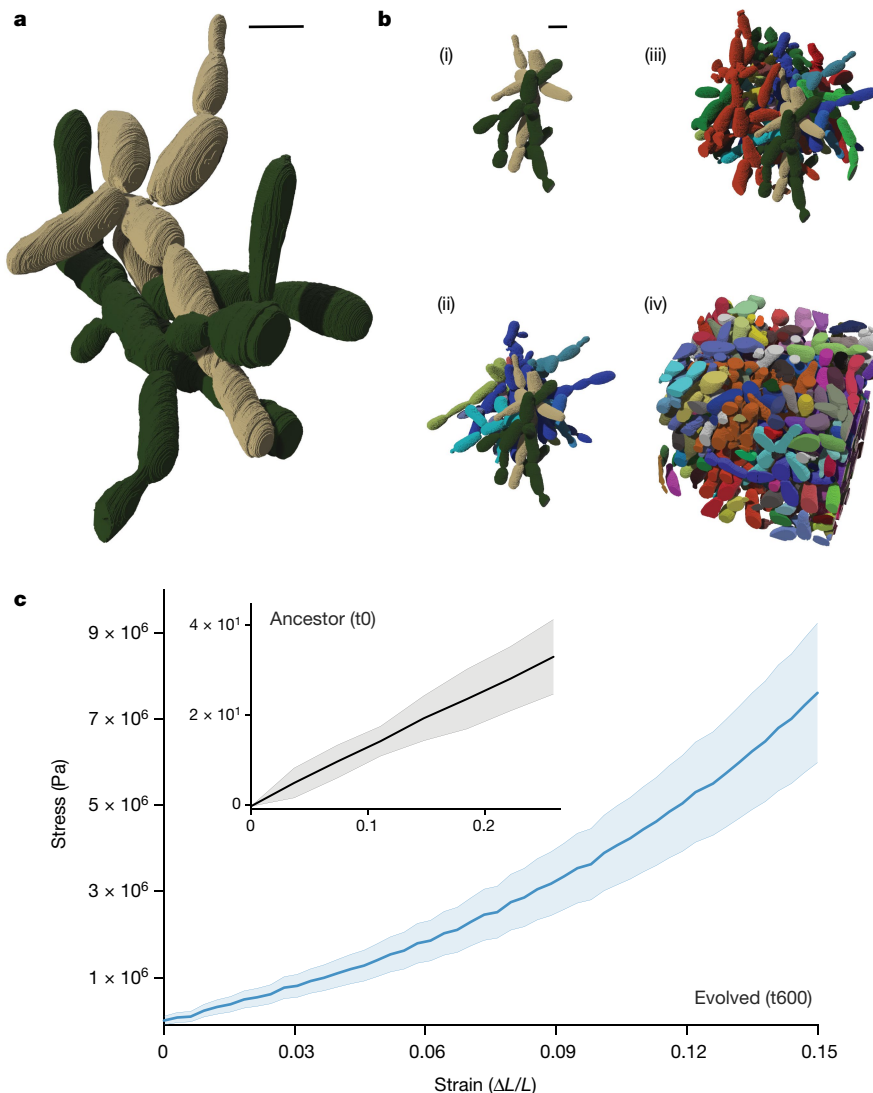 a
b
(i)
(iii)
(ii)
(iv)
c
Stress (Pa)
9 × 10⁶
7 × 10⁶
5 × 10⁶
3 × 10⁶
1 × 10⁶
Ancestor (t0)
4 × 10¹
2 × 10¹
0
0
0.1
0.2
Evolved (t600)
0
0.03
0.06
0.09
0.12
0.15
Strain (ΔL/L)